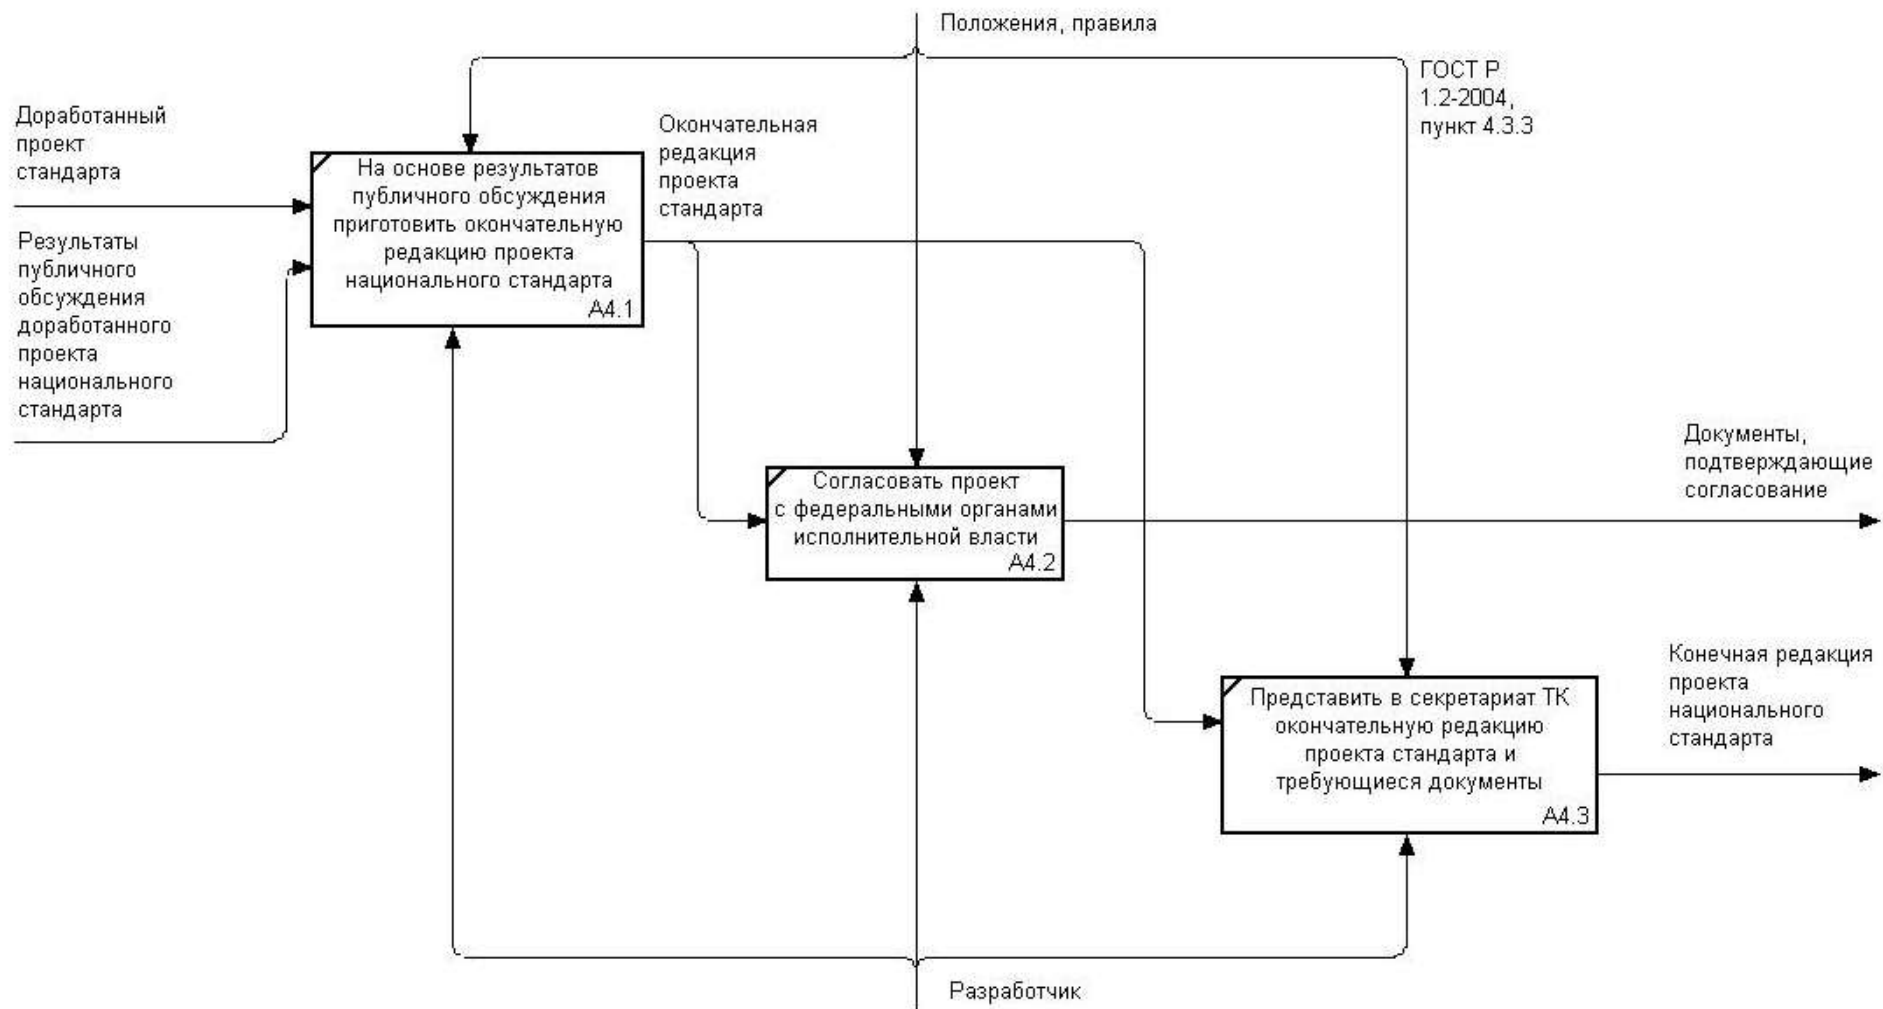 Положения, правила
ГОСТ Р
1.2-2004,
пункт 4.3.3
Доработанный
проект
стандарта
Результаты
публичного
обсуждения
доработанного
проекта
национального
стандарта
На основе результатов
публичного обсуждения
приготовить окончательную
редакцию проекта
национального стандарта
А4.1
Окончательная
редакция
проекта
стандарта
Согласовать проект
с федеральными органами
исполнительной власти
А4.2
Документы,
подтверждающие
согласование
Представить в секретариат ТК
окончательную редакцию
проекта стандарта и
требующиеся документы
А4.3
Конечная редакция
проекта
национального
стандарта
Разработчик